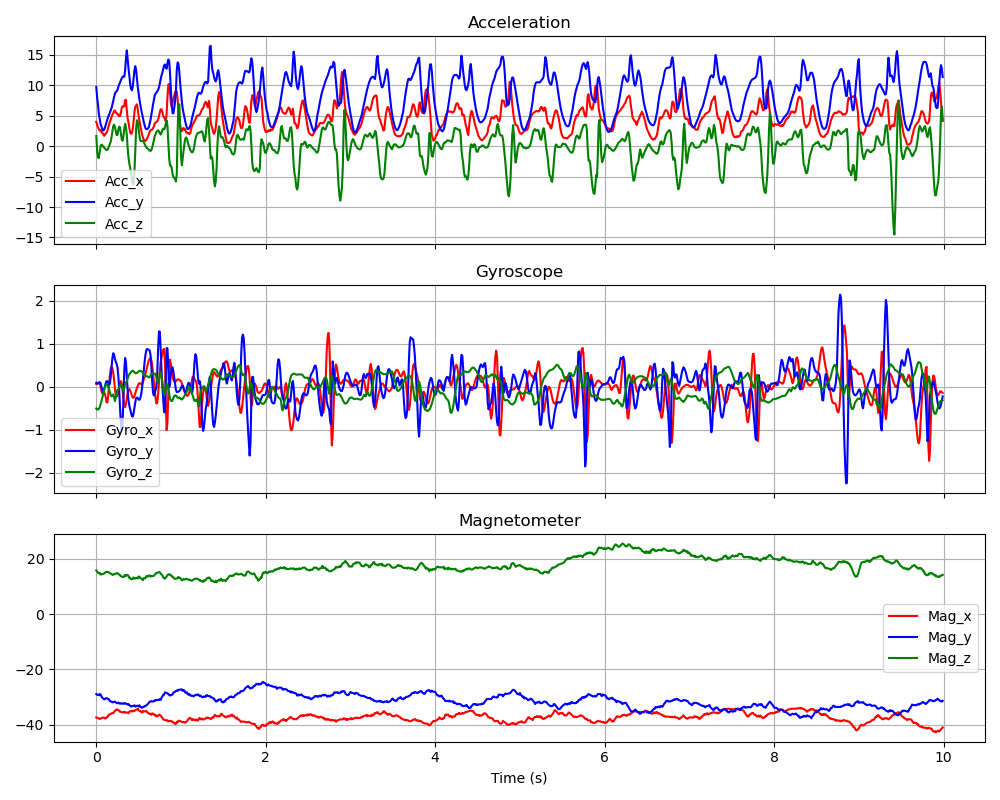 Acceleration
15
10
5
0
−5
−10
−15
Acc_x
Acc_y
Acc_z
Gyroscope
2
1
0
−1
−2
Gyro_x
Gyro_y
Gyro_z
Magnetometer
20
0
−20
−40
Mag_x
Mag_y
Mag_z
0 2 4 6 8 10
Time (s)